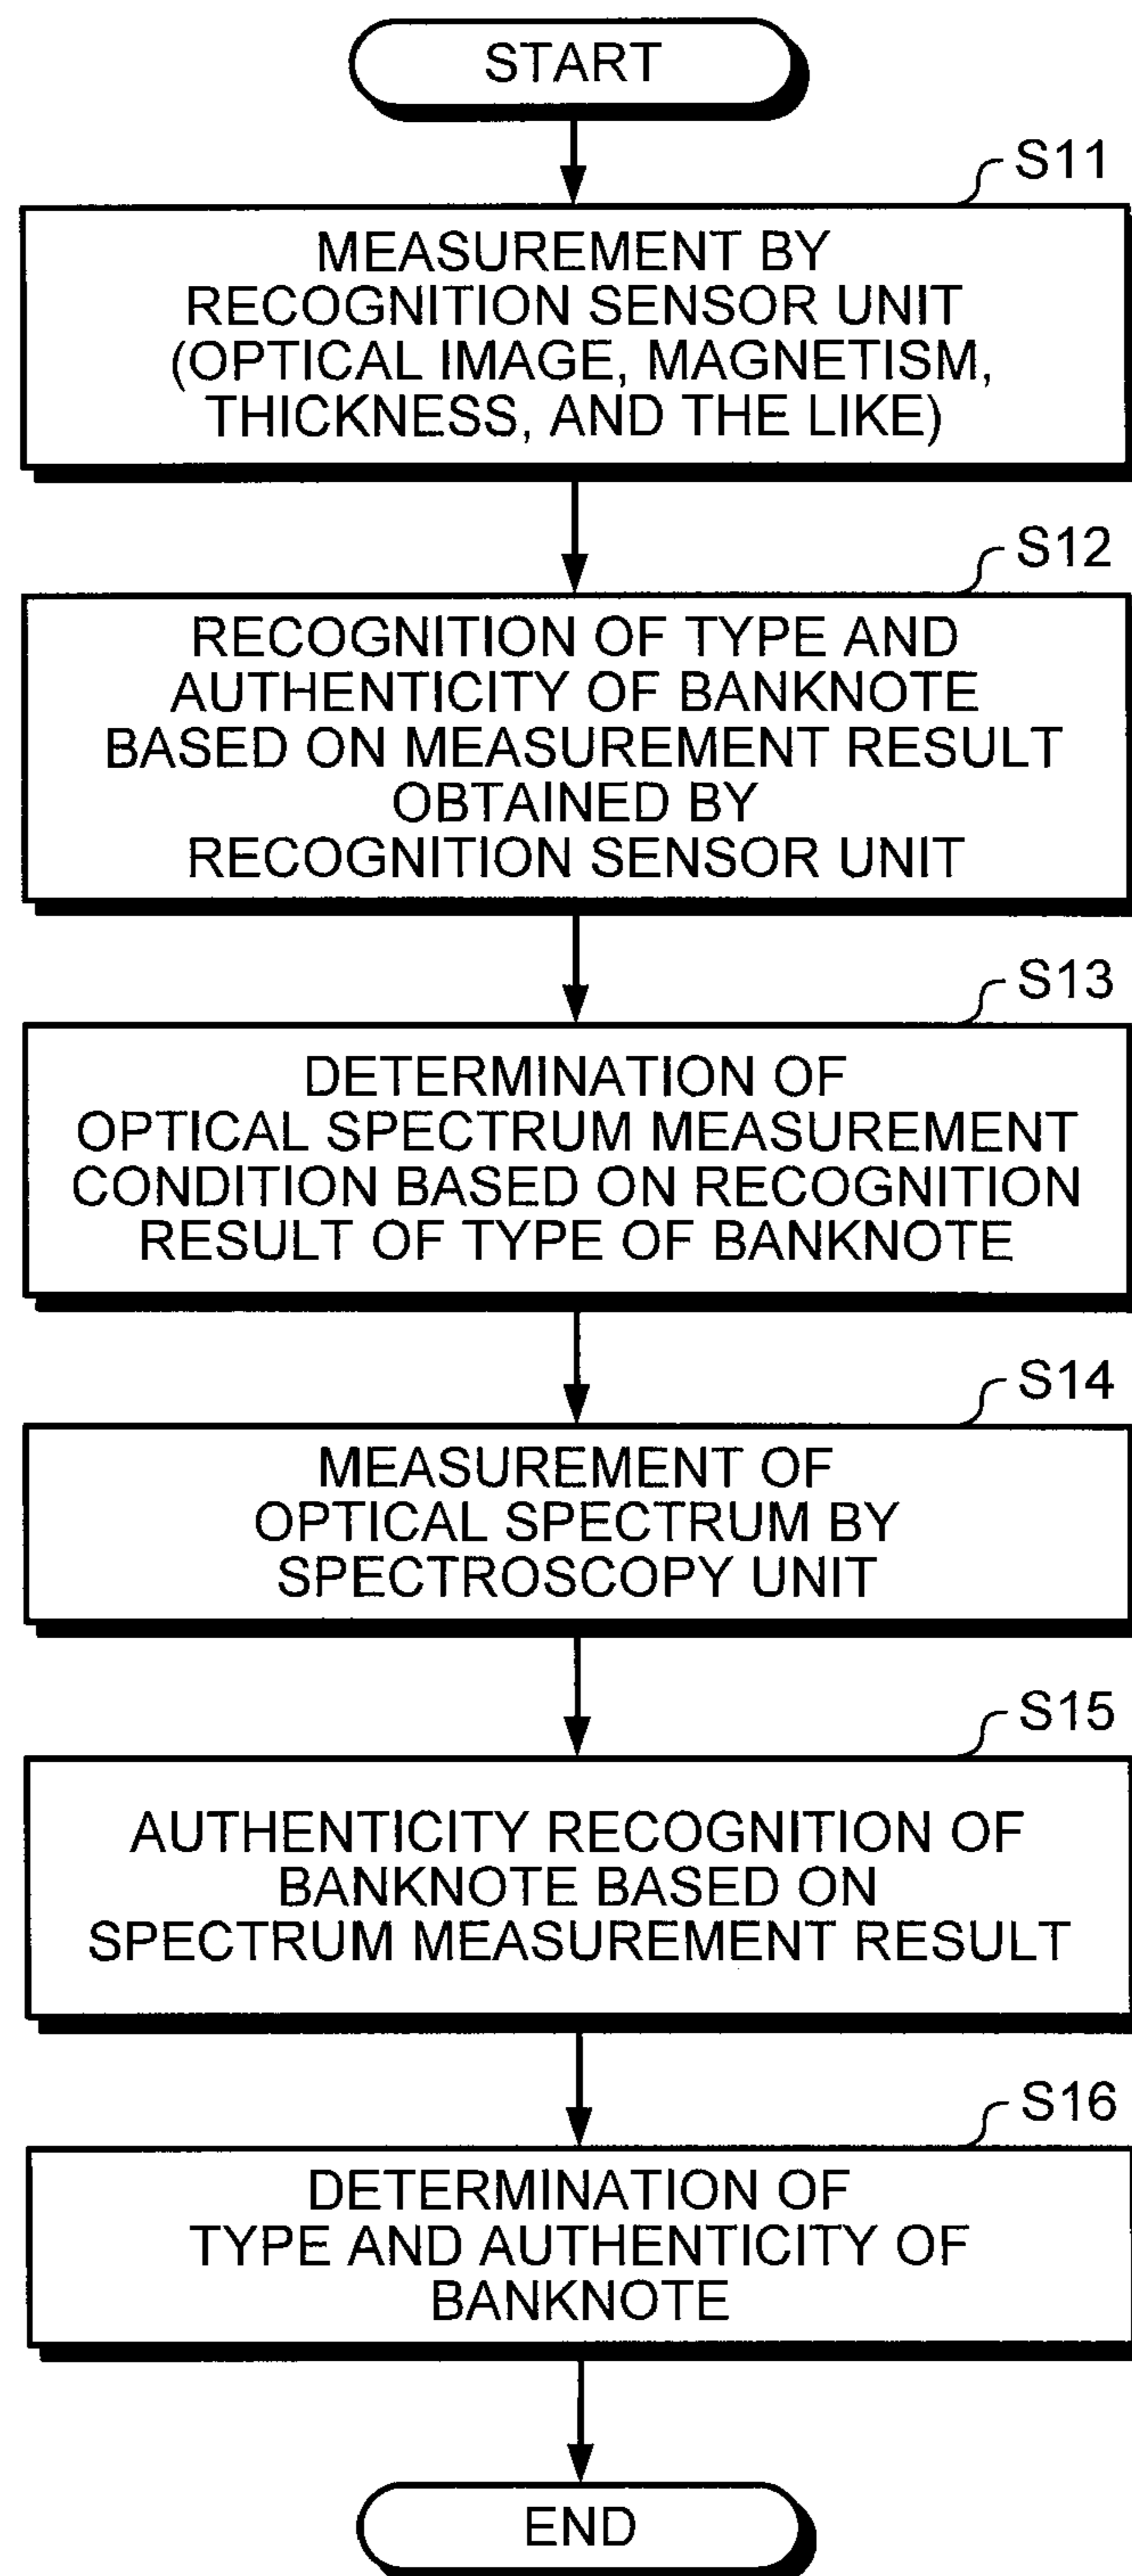 START
S11
MEASUREMENT BY
RECOGNITION SENSOR UNIT
(OPTICAL IMAGE, MAGNETISM,
THICKNESS, AND THE LIKE)
S12
RECOGNITION OF TYPE AND
AUTHENTICITY OF BANKNOTE
BASED ON MEASUREMENT RESULT
OBTAINED BY
RECOGNITION SENSOR UNIT
S13
DETERMINATION OF
OPTICAL SPECTRUM MEASUREMENT
CONDITION BASED ON RECOGNITION
RESULT OF TYPE OF BANKNOTE
S14
MEASUREMENT OF
OPTICAL SPECTRUM BY
SPECTROSCOPY UNIT
S15
AUTHENTICITY RECOGNITION OF
BANKNOTE BASED ON
SPECTRUM MEASUREMENT RESULT
S16
DETERMINATION OF
TYPE AND AUTHENTICITY OF
BANKNOTE
END